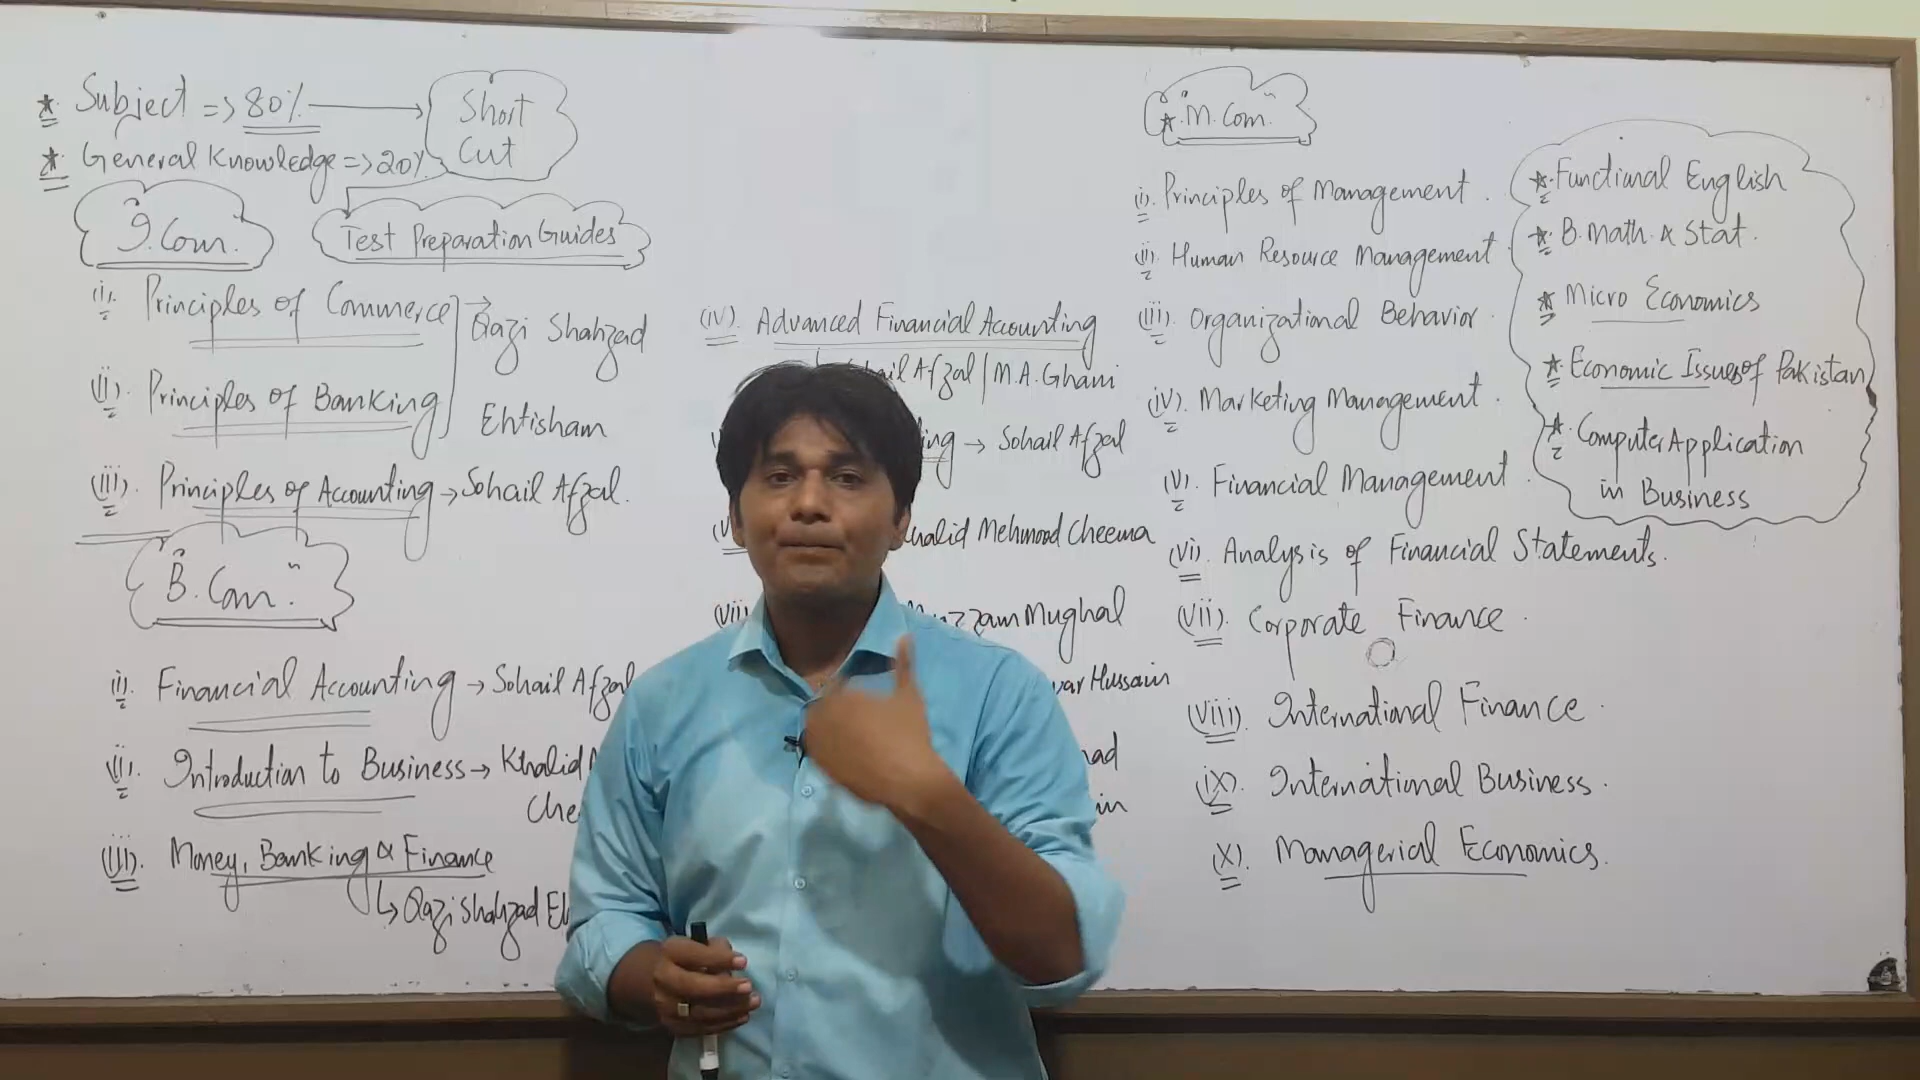 * Subject => 80%
Short
Cut
* General Knowledge => 20%
"I.Com.
Test Preparation Guides
(i). Principles of Commerce →
Qazi Shahzad
(ii). Principles of Banking
Ehtisham
(iii). Principles of Accounting → Sohail Afzal.
"B.Com."
(i). Financial Accounting → Sohail Afzal
(ii). Introduction to Business → Khalid
(iii). Money, Banking & Finance
Qazi Shahzad
(iv). Advanced Financial Accounting
Afzal / M.A. Ghani
→ Sohail Afzal
Mehmood Cheema
(vii) Mughal
Hussain
* "M.Com."
(i). Principles of Management.
(ii). Human Resource Management
(iii). Organizational Behavior.
(iv). Marketing Management.
(v). Financial Management.
(vi). Analysis of Financial Statements.
(vii). Corporate Finance.
(viii). International Finance.
(ix). International Business.
(x). Managerial Economics.
* Functional English
* B.Math. & Stat.
* Micro Economics
* Economic Issues of Pakistan
* Computer Application
in Business